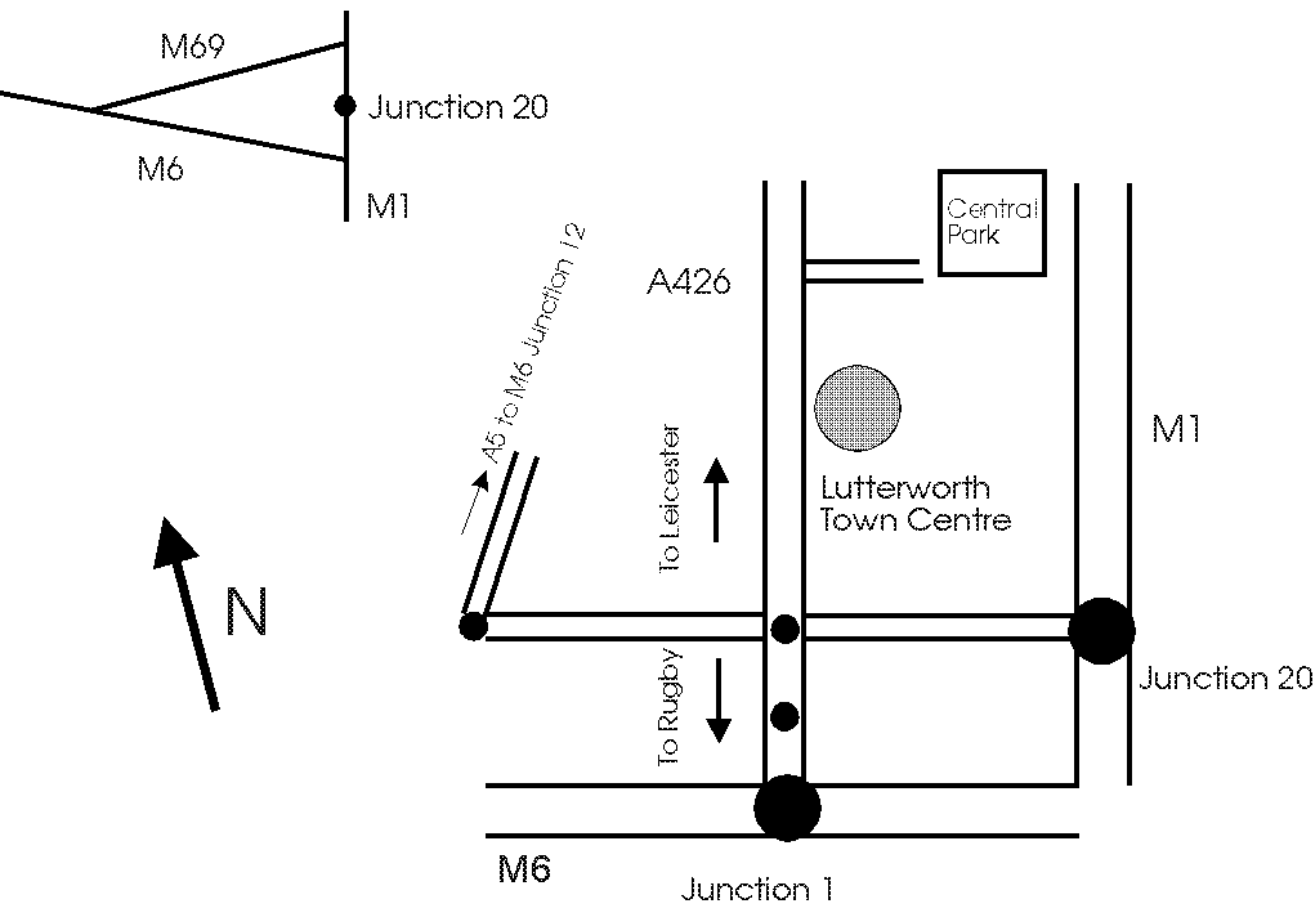 M69
Junction 20
M6
M1
Central
Park
A426
A5 to M6 Junction 12
M1
To Leicester
Lutterworth
Town Centre
N
To Rugby
Junction 20
M6
Junction 1